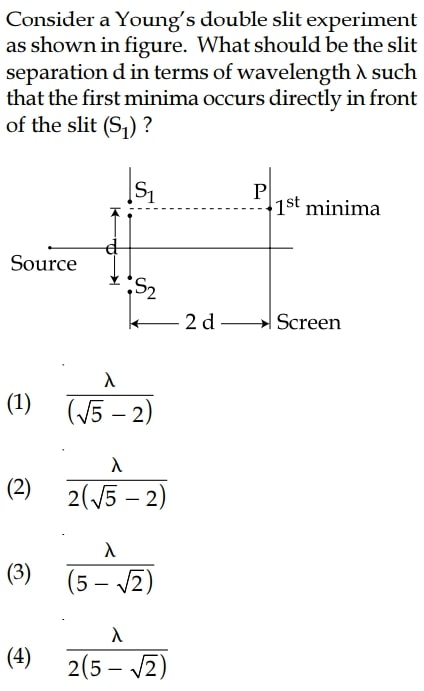 Consider a Young's double slit experiment
as shown in figure. What should be the slit
separation d in terms of wavelength λ such
that the first minima occurs directly in front
of the slit (S₁) ?
S₁
P
1st minima
d
Source
S₂
2 d
Screen
(1) λ / (√5 − 2)
(2) λ / 2(√5 − 2)
(3) λ / (5 − √2)
(4) λ / 2(5 − √2)